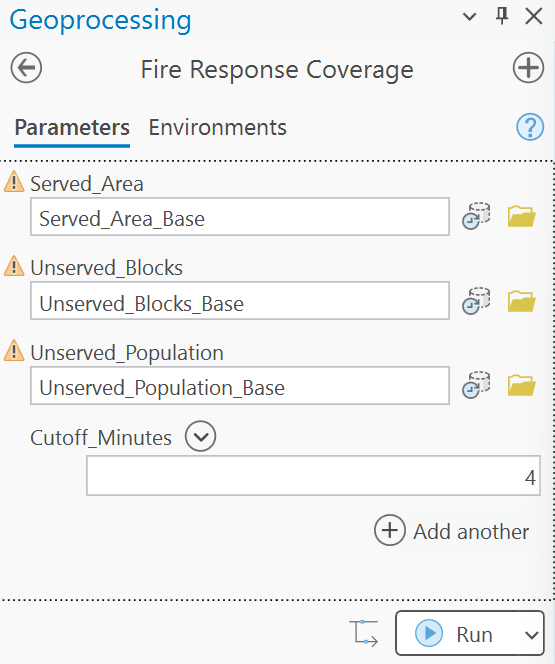 Geoprocessing
Fire Response Coverage
Parameters Environments
Served_Area
Served_Area_Base
Unserved_Blocks
Unserved_Blocks_Base
Unserved_Population
Unserved_Population_Base
Cutoff_Minutes
4
Add another
Run